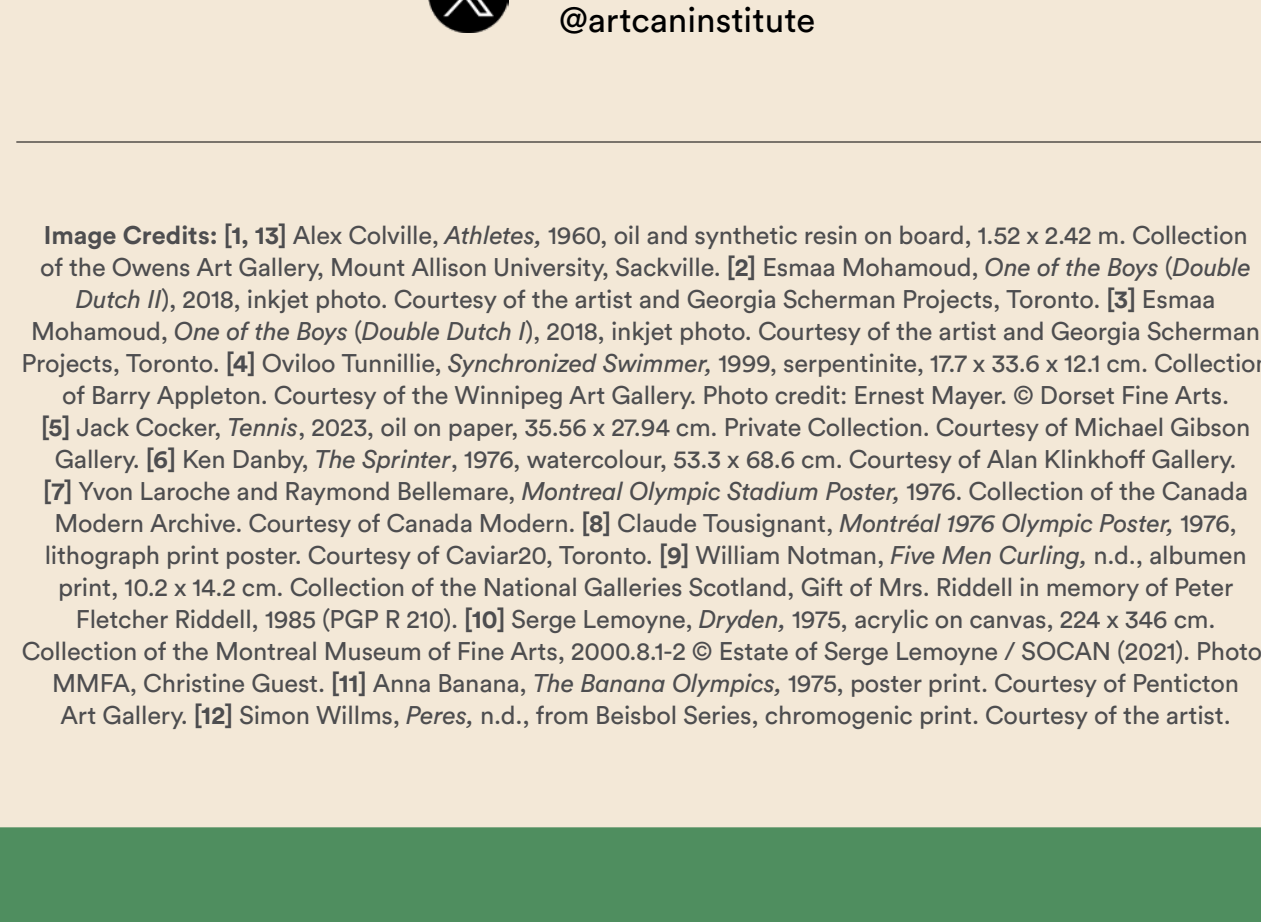 @artcaninstitute
Image Credits: [1, 13] Alex Colville, Athletes, 1960, oil and synthetic resin on board, 1.52 x 2.42 m. Collection
of the Owens Art Gallery, Mount Allison University, Sackville. [2] Esmaa Mohamoud, One of the Boys (Double
Dutch II), 2018, inkjet photo. Courtesy of the artist and Georgia Scherman Projects, Toronto. [3] Esmaa
Mohamoud, One of the Boys (Double Dutch I), 2018, inkjet photo. Courtesy of the artist and Georgia Scherman
Projects, Toronto. [4] Oviloo Tunnillie, Synchronized Swimmer, 1999, serpentinite, 17.7 x 33.6 x 12.1 cm. Collection
of Barry Appleton. Courtesy of the Winnipeg Art Gallery. Photo credit: Ernest Mayer. © Dorset Fine Arts.
[5] Jack Cocker, Tennis, 2023, oil on paper, 35.56 x 27.94 cm. Private Collection. Courtesy of Michael Gibson
Gallery. [6] Ken Danby, The Sprinter, 1976, watercolour, 53.3 x 68.6 cm. Courtesy of Alan Klinkhoff Gallery.
[7] Yvon Laroche and Raymond Bellemare, Montreal Olympic Stadium Poster, 1976. Collection of the Canada
Modern Archive. Courtesy of Canada Modern. [8] Claude Tousignant, Montréal 1976 Olympic Poster, 1976,
lithograph print poster. Courtesy of Caviar20, Toronto. [9] William Notman, Five Men Curling, n.d., albumen
print, 10.2 x 14.2 cm. Collection of the National Galleries Scotland, Gift of Mrs. Riddell in memory of Peter
Fletcher Riddell, 1985 (PGP R 210). [10] Serge Lemoyne, Dryden, 1975, acrylic on canvas, 224 x 346 cm.
Collection of the Montreal Museum of Fine Arts, 2000.8.1-2 © Estate of Serge Lemoyne / SOCAN (2021). Photo
MMFA, Christine Guest. [11] Anna Banana, The Banana Olympics, 1975, poster print. Courtesy of Penticton
Art Gallery. [12] Simon Willms, Peres, n.d., from Beisbol Series, chromogenic print. Courtesy of the artist.